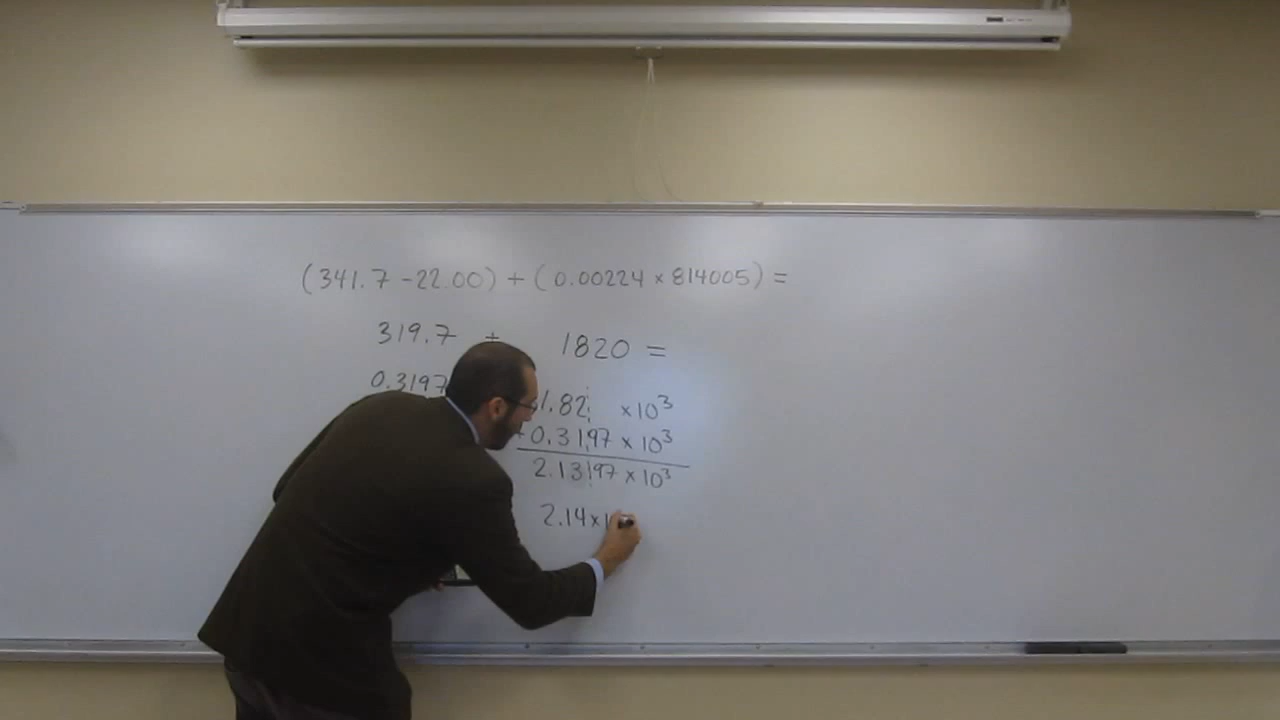 (341.7 - 22.00) + (0.00224 × 814005) =
319.7 + 1820 =
0.3197
1.82 × 10³
+ 0.3197 × 10³
2.13197 × 10³
2.14 × 1